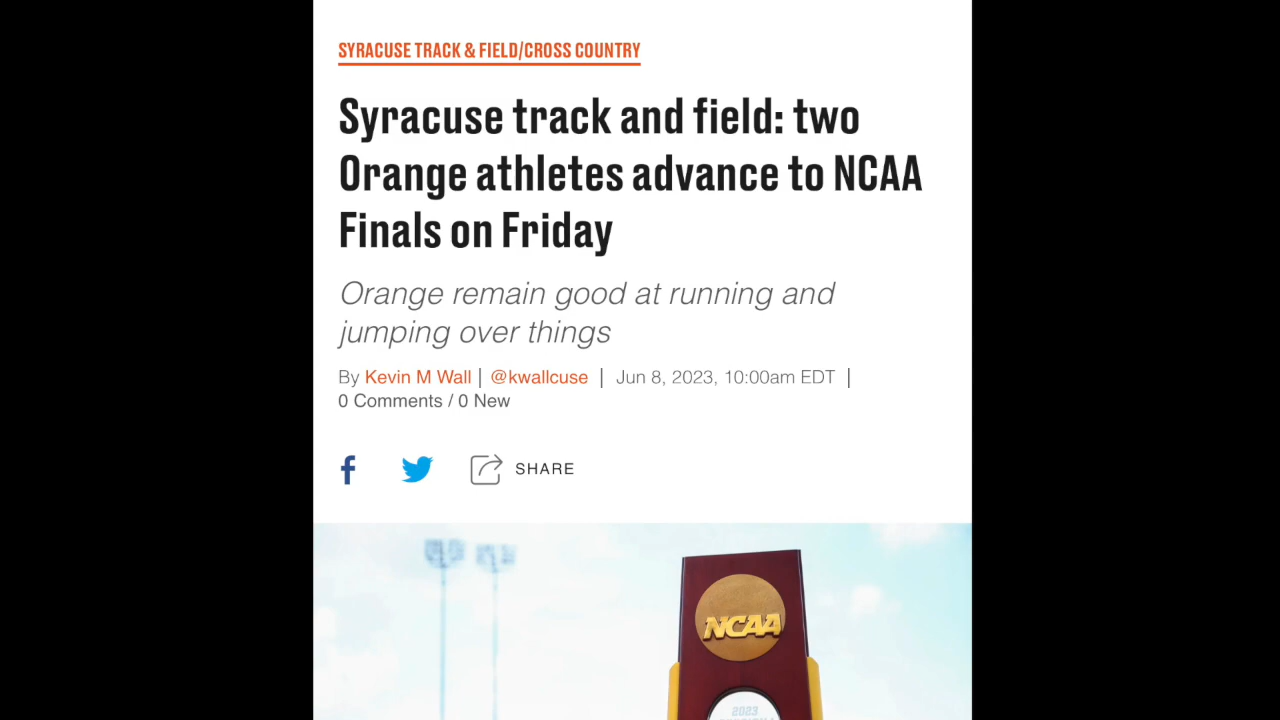 SYRACUSE TRACK & FIELD/CROSS COUNTRY
Syracuse track and field: two
Orange athletes advance to NCAA
Finals on Friday
Orange remain good at running and
jumping over things
By Kevin M Wall | @kwallcuse | Jun 8, 2023, 10:00am EDT |
0 Comments / 0 New
SHARE
NCAA
2023